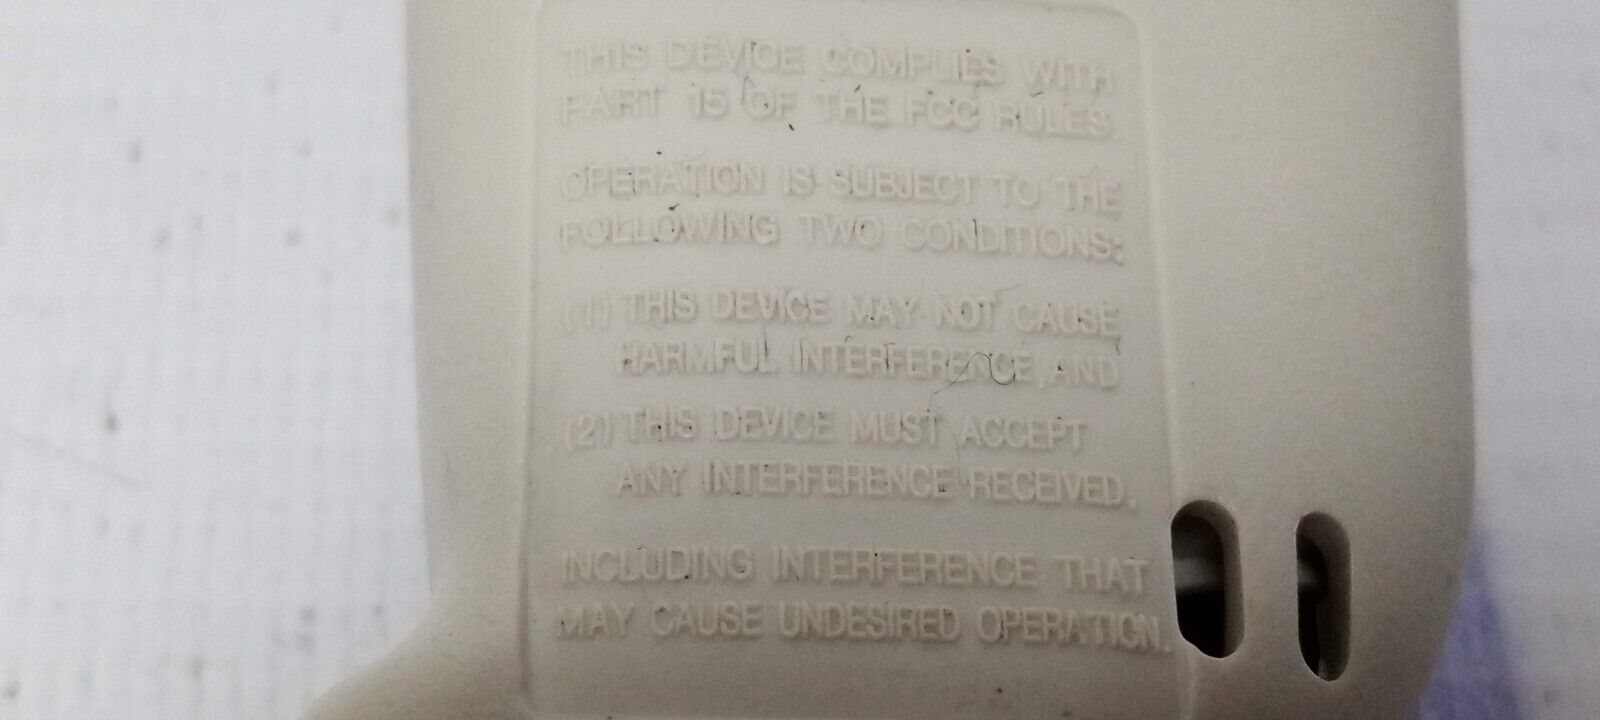 THIS DEVICE COMPLIES WITH
PART 15 OF THE FCC RULES.
OPERATION IS SUBJECT TO THE
FOLLOWING TWO CONDITIONS:
(1) THIS DEVICE MAY NOT CAUSE
HARMFUL INTERFERENCE, AND
(2) THIS DEVICE MUST ACCEPT
ANY INTERFERENCE RECEIVED,
INCLUDING INTERFERENCE THAT
MAY CAUSE UNDESIRED OPERATION.